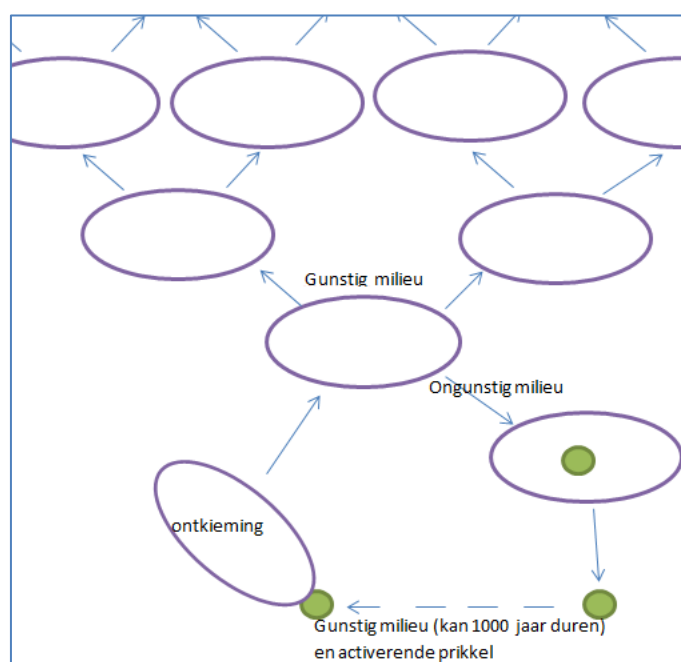 Gunstig milieu
Ongunstig milieu
ontkieming
Gunstig milieu (kan 1000 jaar duren)
en activerende prikkel